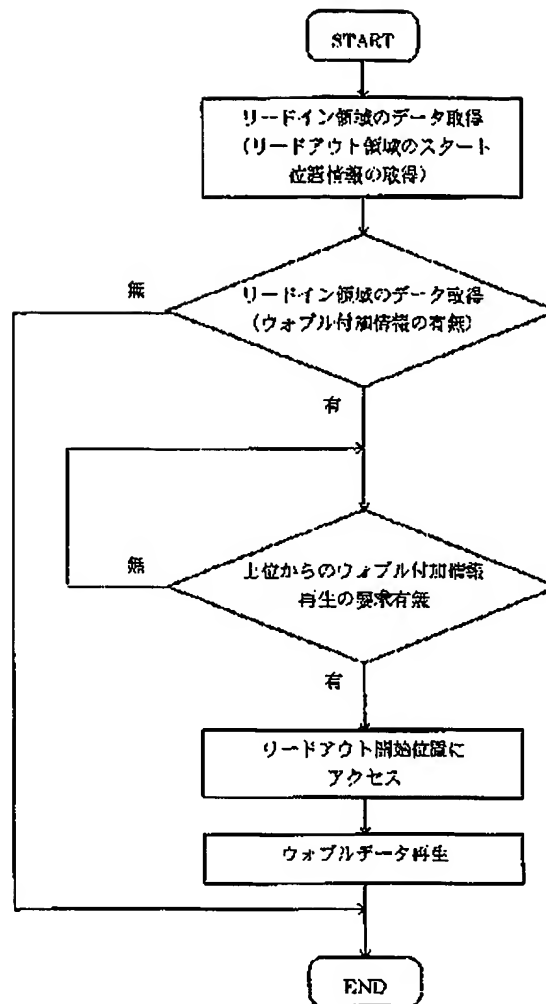 START
リードイン領域のデータ取得
(リードアウト領域のスタート
位置情報の取得)
無
リードイン領域のデータ取得
(ウォブル付加情報の有無)
有
無
上位からのウォブル付加情報
再生の要求有無
有
リードアウト開始位置に
アクセス
ウォブルデータ再生
END